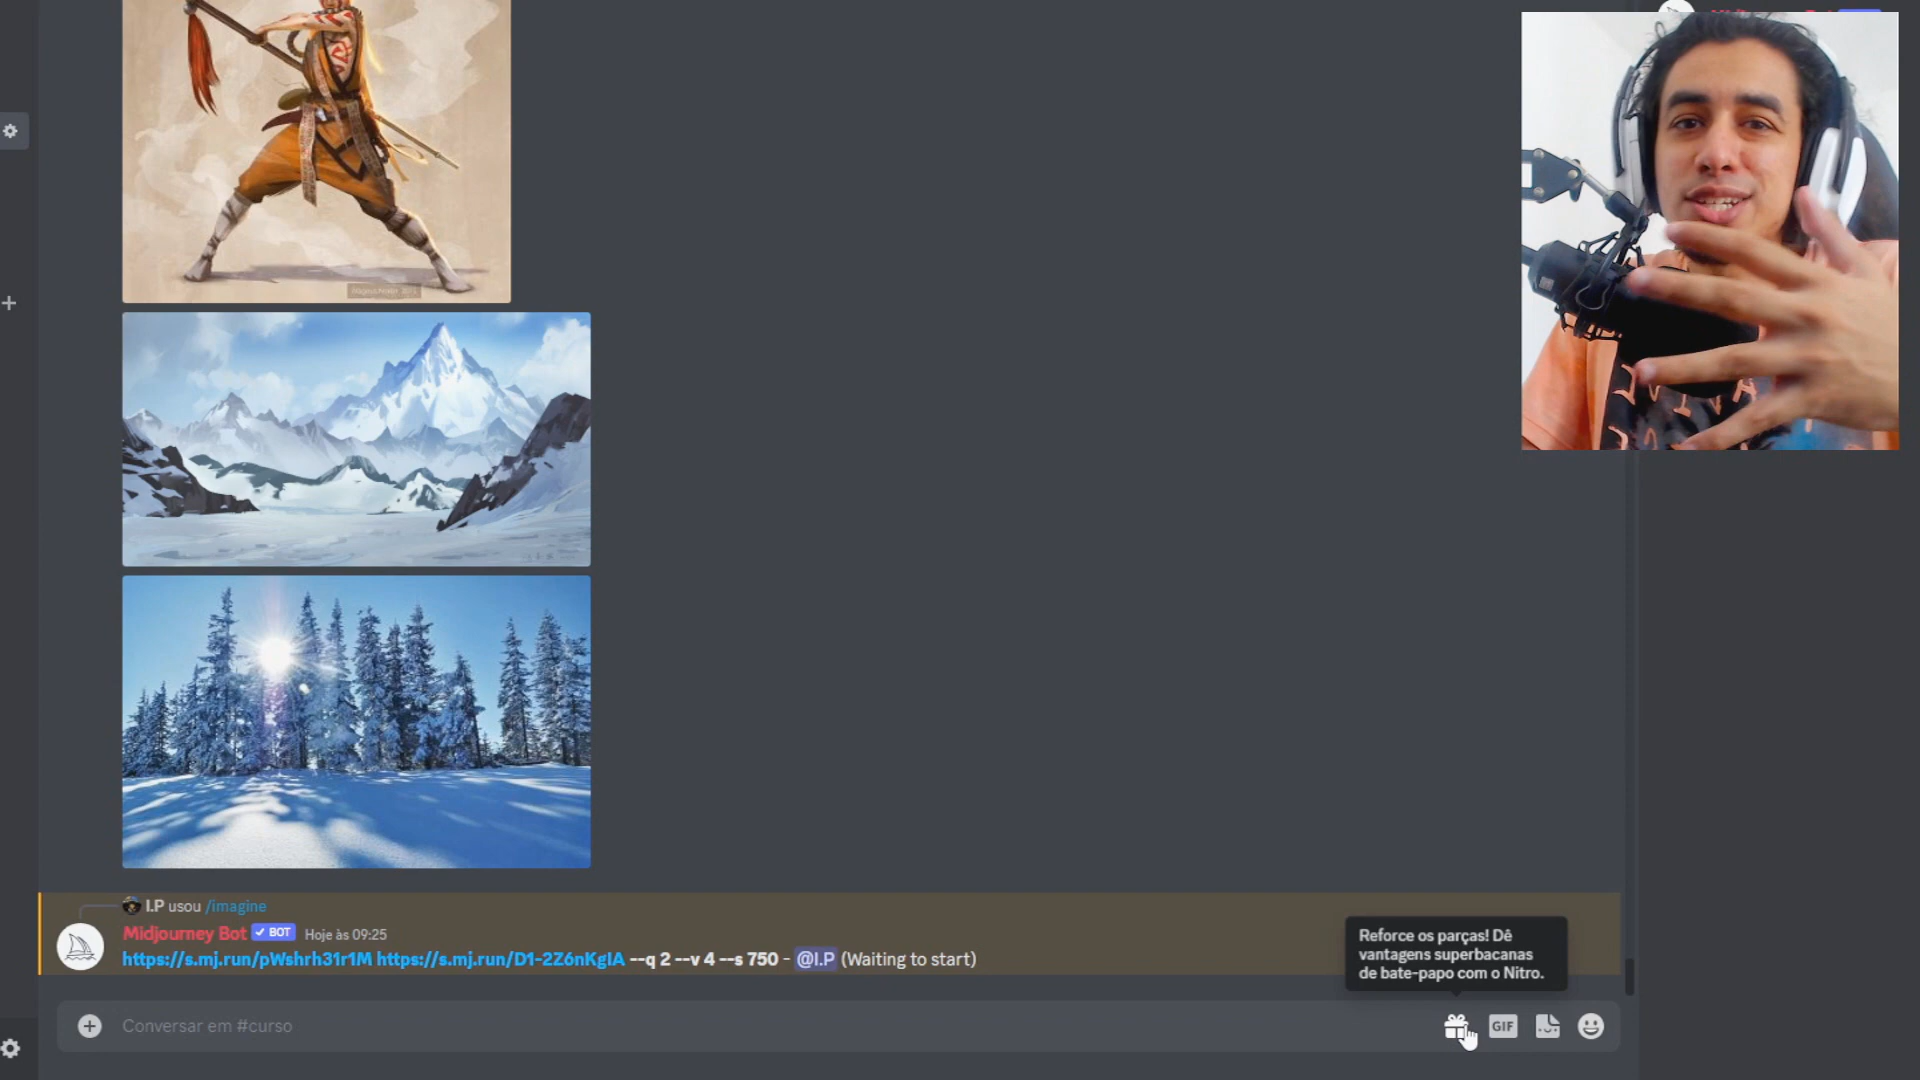 I.P usou /imagine
Midjourney Bot ✓ BOT Hoje às 09:25
https://s.mj.run/pWshrh31r1M https://s.mj.run/D1-2Z6nKgIA --q 2 --v 4 --s 750 - @I.P (Waiting to start)
Reforce os parças! Dê
vantagens superbacanas
de bate-papo com o Nitro.
Conversar em #curso
GIF